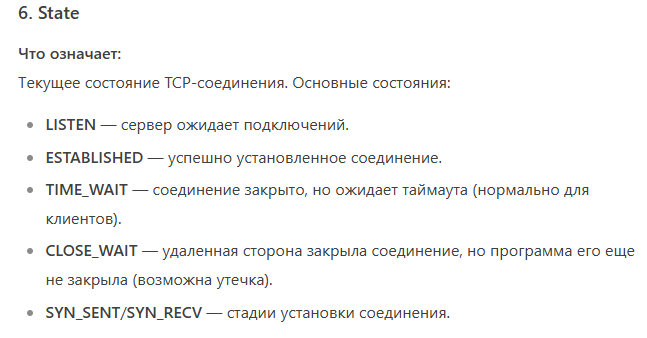 6. State
Что означает:
Текущее состояние TCP-соединения. Основные состояния:
• LISTEN — сервер ожидает подключений.
• ESTABLISHED — успешно установленное соединение.
• TIME_WAIT — соединение закрыто, но ожидает таймаута (нормально для
клиентов).
• CLOSE_WAIT — удаленная сторона закрыла соединение, но программа его еще
не закрыла (возможна утечка).
• SYN_SENT/SYN_RECV — стадии установки соединения.